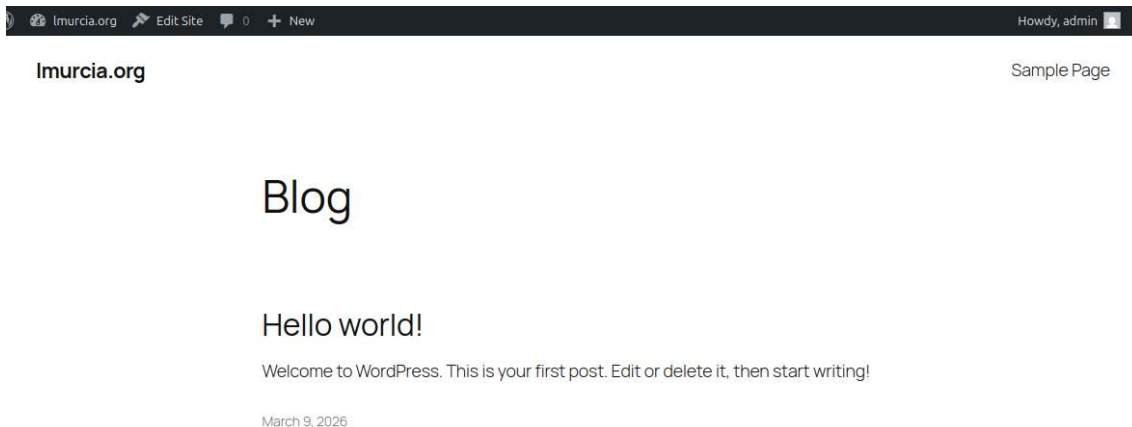 lmurcia.org Edit Site 0 + New Howdy, admin
lmurcia.org Sample Page
Blog
Hello world!
Welcome to WordPress. This is your first post. Edit or delete it, then start writing!
March 9, 2026